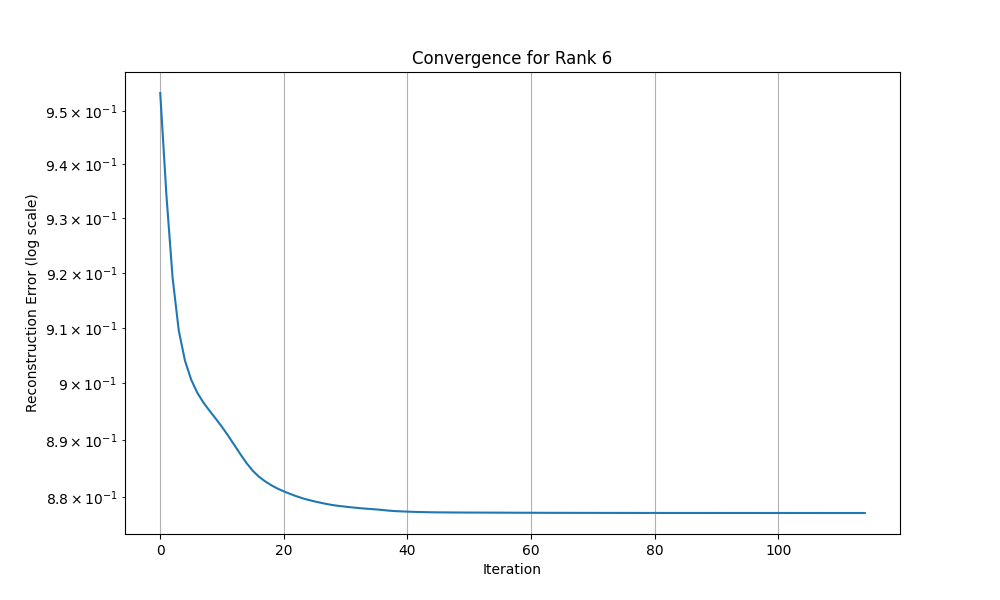 Convergence for Rank 6
Reconstruction Error (log scale)
9.5 × 10⁻¹
9.4 × 10⁻¹
9.3 × 10⁻¹
9.2 × 10⁻¹
9.1 × 10⁻¹
9 × 10⁻¹
8.9 × 10⁻¹
8.8 × 10⁻¹
0 20 40 60 80 100
Iteration